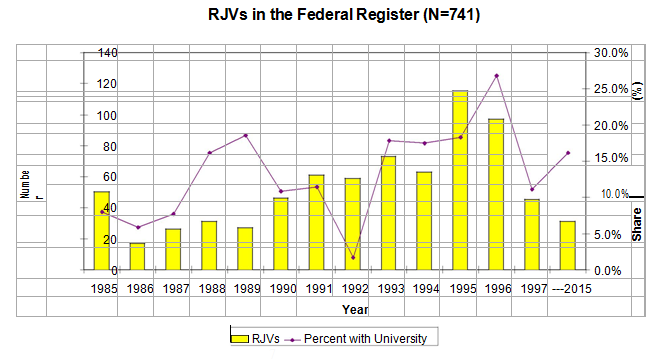 RJVs in the Federal Register (N=741)
140
120
100
80
60
40
20
0
Numbe
r
30.0%
25.0%
20.0%
15.0%
10.0%
5.0%
0.0%
Share (%)
1985 1986 1987 1988 1989 1990 1991 1992 1993 1994 1995 1996 1997 ---2015
Year
RJVs Percent with University